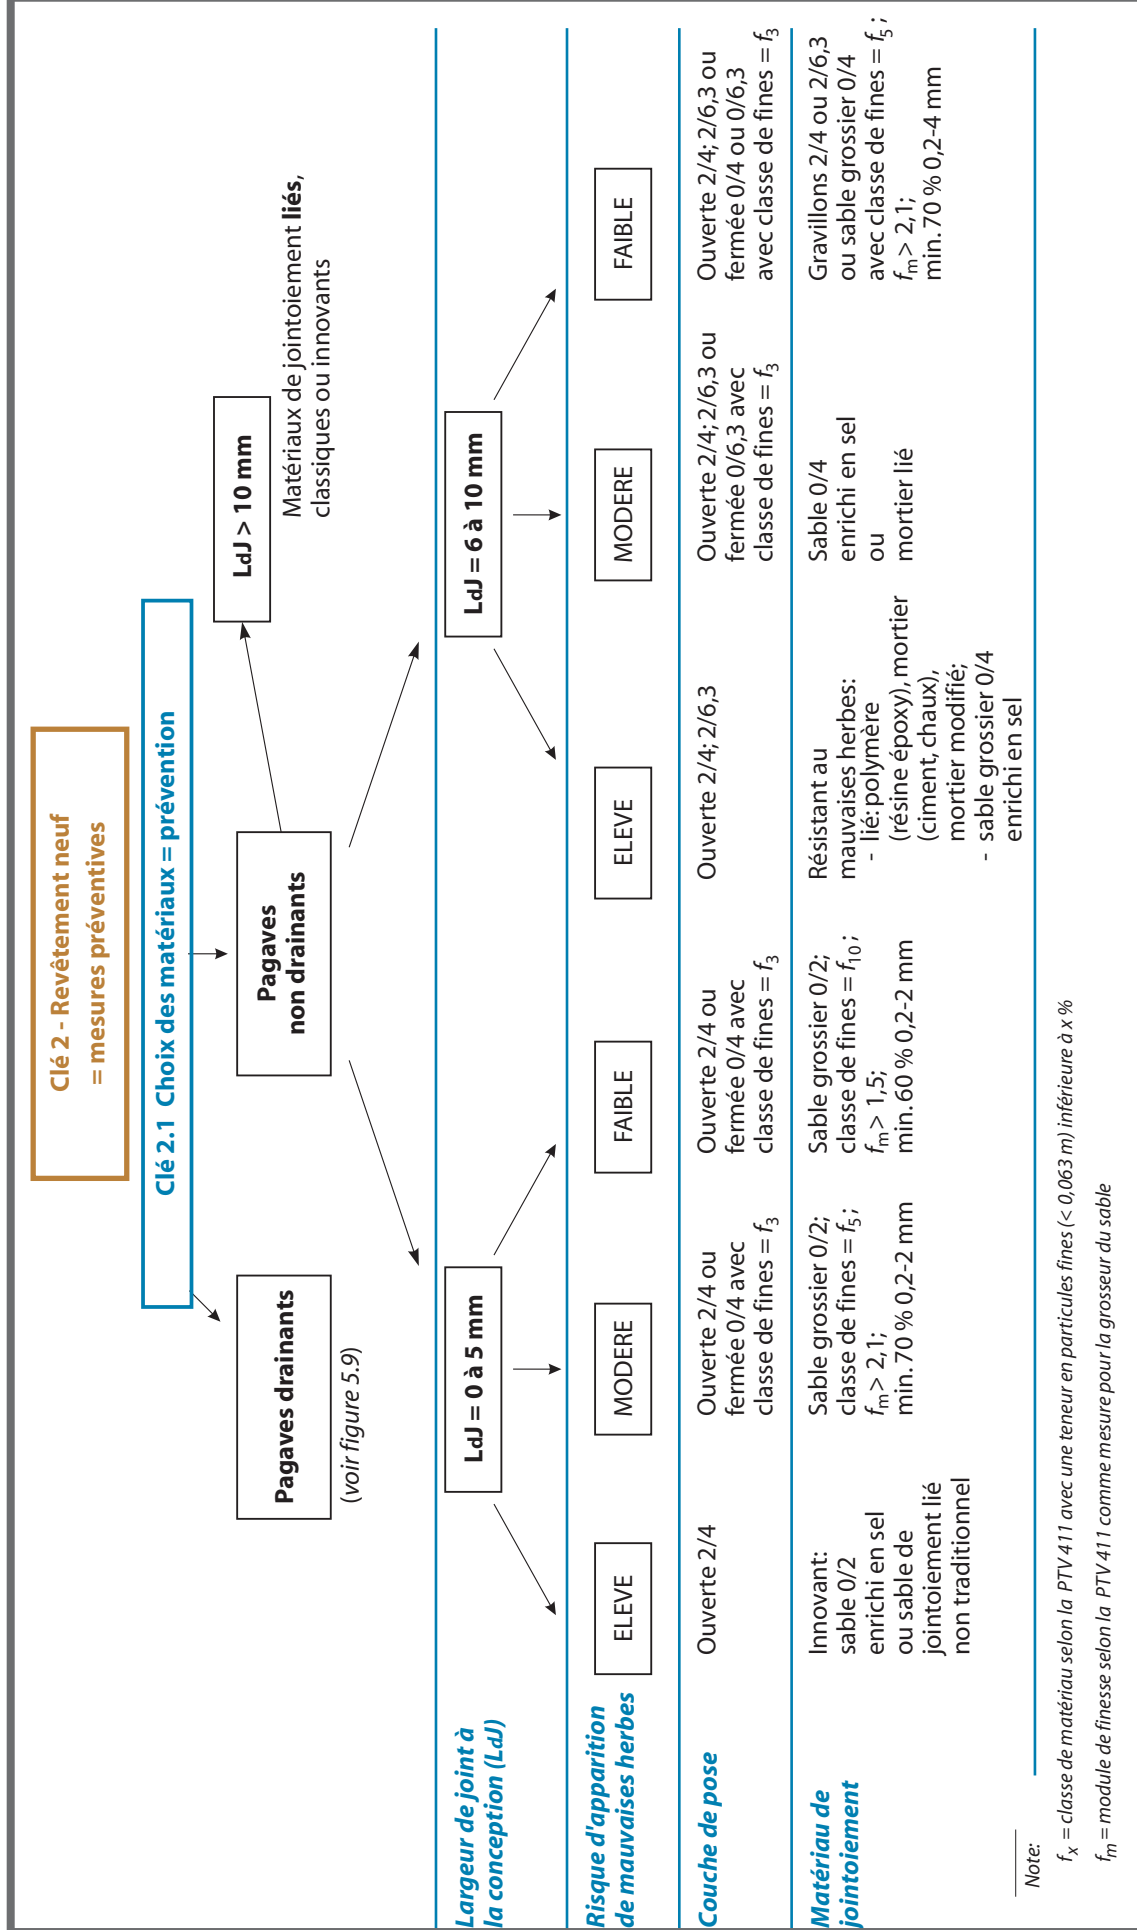 Clé 2 - Revêtement neuf
= mesures préventives
Clé 2.1 Choix des matériaux = prévention
Pagaves drainants
(voir figure 5.9)
Pagaves
non drainants
LdJ > 10 mm
Matériaux de jointoiement liés,
classiques ou innovants
Largeur de joint à
la conception (LdJ)
LdJ = 0 à 5 mm
LdJ = 6 à 10 mm
Risque d'apparition
de mauvaises herbes
ELEVE
MODERE
FAIBLE
ELEVE
MODERE
FAIBLE
Couche de pose
Ouverte 2/4
Ouverte 2/4 ou
fermée 0/4 avec
classe de fines = f3
Ouverte 2/4 ou
fermée 0/4 avec
classe de fines = f3
Ouverte 2/4; 2/6,3
Ouverte 2/4; 2/6,3 ou
fermée 0/6,3 avec
classe de fines = f3
Ouverte 2/4; 2/6,3 ou
fermée 0/4 ou 0/6,3
avec classe de fines = f3
Matériau de
jointoiement
Innovant:
sable 0/2
enrichi en sel
ou sable de
jointoiement lié
non traditionnel
Sable grossier 0/2;
classe de fines = f5;
fm > 2,1;
min. 70 % 0,2-2 mm
Sable grossier 0/2;
classe de fines = f10;
fm > 1,5;
min. 60 % 0,2-2 mm
Résistant au
mauvaises herbes:
- lié: polymère
(résine époxy), mortier
(ciment, chaux),
mortier modifié;
- sable grossier 0/4
enrichi en sel
Sable 0/4
enrichi en sel
ou
mortier lié
Gravillons 2/4 ou 2/6,3
ou sable grossier 0/4
avec classe de fines = f5;
fm > 2,1;
min. 70 % 0,2-4 mm
Note:
fx = classe de matériau selon la PTV 411 avec une teneur en particules fines (< 0,063 m) inférieure à x %
fm = module de finesse selon la PTV 411 comme mesure pour la grosseur du sable